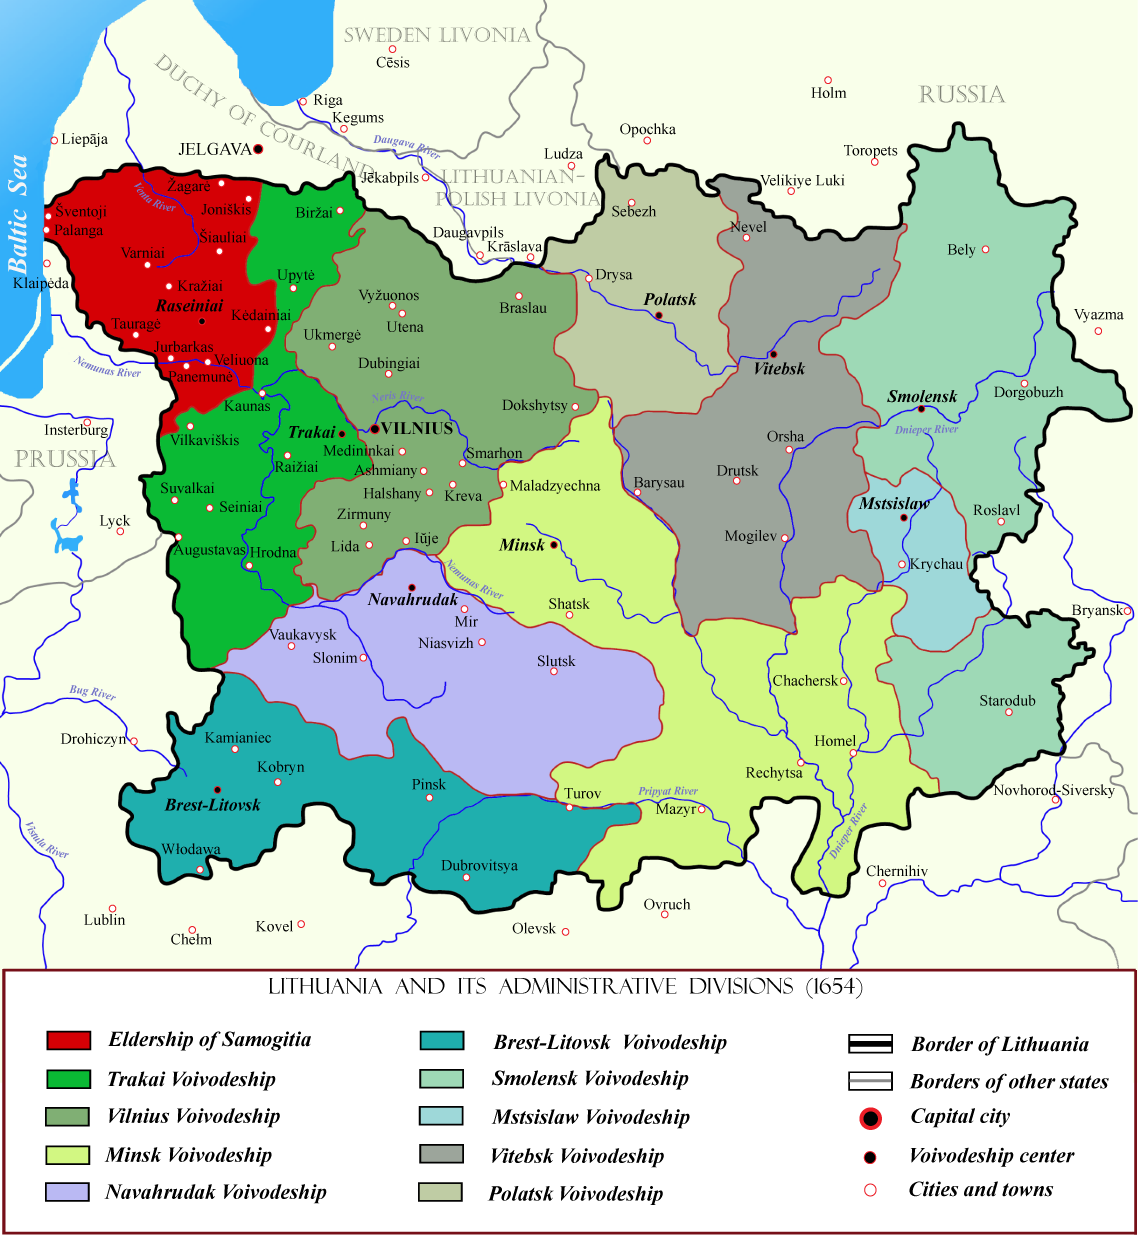 SWEDEN LIVONIA
Cēsis
DUCHY OF COURLAND
RUSSIA
Holm
Riga
Kegums
Opochka
Liepāja
JELGAVA
Daugava River
Ludza
Toropets
Jēkabpils
LITHUANIAN-
POLISH LIVONIA
Velikiye Luki
Baltic Sea
Žagarė
Venta River
Joniškis
Biržai
Šventoji
Palanga
Sebezh
Šiauliai
Daugavpils
Krāslava
Nevel
Bely
Varniai
Klaipėda
Upytė
Drysa
Kražiai
Vyžuonos
Braslau
Polatsk
Raseiniai
Kėdainiai
Utena
Vyazma
Tauragė
Ukmergė
Jurbarkas
Veliuona
Dubingiai
Vitebsk
Nemunas River
Panemunė
Kaunas
Neris River
Dokshytsy
Smolensk
Dorgobuzh
Insterburg
Vilkaviškis
Trakai
VILNIUS
Orsha
Dnieper River
PRUSSIA
Medininkai
Smarhon
Raižiai
Ashmiany
Drutsk
Suvalkai
Halshany
Kreva
Maladzyechna
Barysau
Mstsislaw
Seiniai
Zirmuny
Roslavl
Lyck
Augustavas
Hrodna
Lida
Iŭje
Minsk
Mogilev
Krychau
Nemunas River
Navahrudak
Shatsk
Mir
Bryansk
Vaukavysk
Niasvizh
Slonim
Slutsk
Chachersk
Bug River
Starodub
Drohiczyn
Kamianiec
Homel
Kobryn
Rechytsa
Brest-Litovsk
Pinsk
Turov
Pripyat River
Mazyr
Novhorod-Siversky
Vistula River
Dnieper River
Włodawa
Dubrovitsya
Chernihiv
Ovruch
Lublin
Chełm
Kovel
Olevsk
LITHUANIA AND ITS ADMINISTRATIVE DIVISIONS (1654)
Eldership of Samogitia
Trakai Voivodeship
Vilnius Voivodeship
Minsk Voivodeship
Navahrudak Voivodeship
Brest-Litovsk Voivodeship
Smolensk Voivodeship
Mstsislaw Voivodeship
Vitebsk Voivodeship
Polatsk Voivodeship
Border of Lithuania
Borders of other states
Capital city
Voivodeship center
Cities and towns